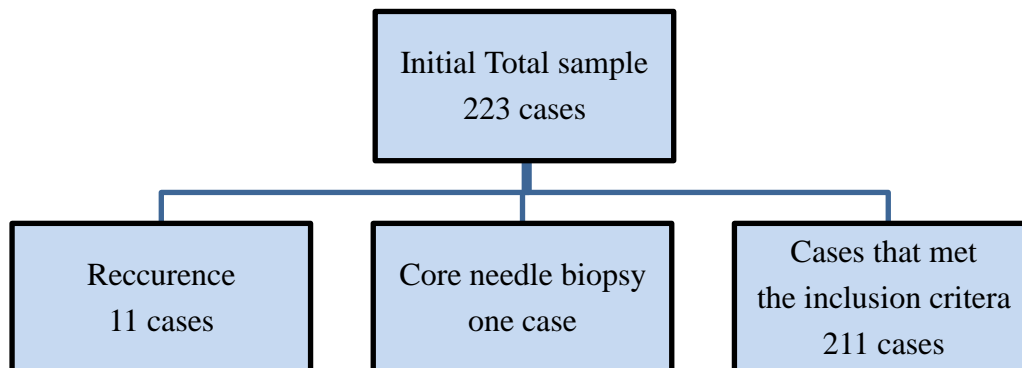 Initial Total sample
223 cases
Reccurence
11 cases
Core needle biopsy
one case
Cases that met
the inclusion critera
211 cases